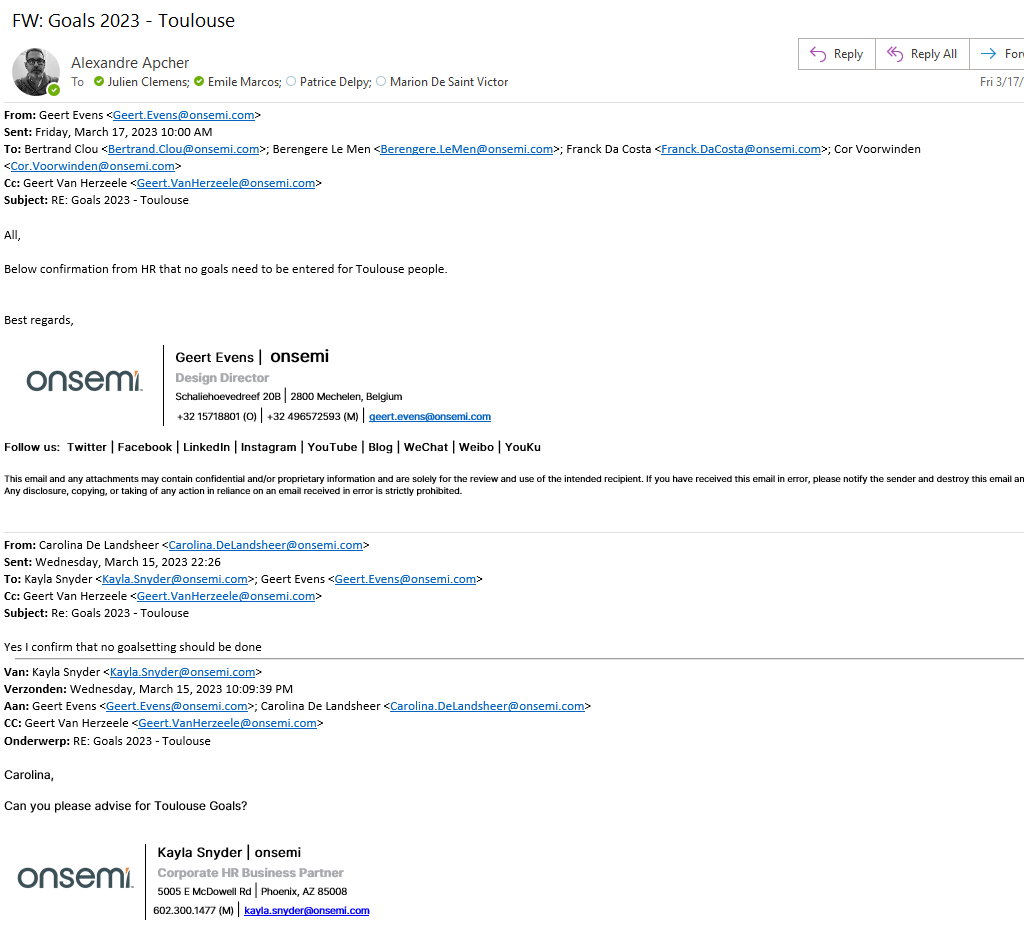 FW: Goals 2023 - Toulouse
Alexandre Apcher
To Julien Clemens; Emile Marcos; Patrice Delpy; Marion De Saint Victor
Reply
Reply All
For
Fri 3/17/
From: Geert Evens <Geert.Evens@onsemi.com>
Sent: Friday, March 17, 2023 10:00 AM
To: Bertrand Clou <Bertrand.Clou@onsemi.com>; Berengere Le Men <Berengere.LeMen@onsemi.com>; Franck Da Costa <Franck.DaCosta@onsemi.com>; Cor Voorwinden
<Cor.Voorwinden@onsemi.com>
Cc: Geert Van Herzeele <Geert.VanHerzeele@onsemi.com>
Subject: RE: Goals 2023 - Toulouse
All,
Below confirmation from HR that no goals need to be entered for Toulouse people.
Best regards,
onsemi
Geert Evens | onsemi
Design Director
Schaliehoevedreef 20B | 2800 Mechelen, Belgium
+32 15718801 (O) | +32 496572593 (M) | geert.evens@onsemi.com
Follow us: Twitter | Facebook | LinkedIn | Instagram | YouTube | Blog | WeChat | Weibo | YouKu
This email and any attachments may contain confidential and/or proprietary information and are solely for the review and use of the intended recipient. If you have received this email in error, please notify the sender and destroy this email an
Any disclosure, copying, or taking of any action in reliance on an email received in error is strictly prohibited.
From: Carolina De Landsheer <Carolina.DeLandsheer@onsemi.com>
Sent: Wednesday, March 15, 2023 22:26
To: Kayla Snyder <Kayla.Snyder@onsemi.com>; Geert Evens <Geert.Evens@onsemi.com>
Cc: Geert Van Herzeele <Geert.VanHerzeele@onsemi.com>
Subject: Re: Goals 2023 - Toulouse
Yes I confirm that no goalsetting should be done
Van: Kayla Snyder <Kayla.Snyder@onsemi.com>
Verzonden: Wednesday, March 15, 2023 10:09:39 PM
Aan: Geert Evens <Geert.Evens@onsemi.com>; Carolina De Landsheer <Carolina.DeLandsheer@onsemi.com>
CC: Geert Van Herzeele <Geert.VanHerzeele@onsemi.com>
Onderwerp: RE: Goals 2023 - Toulouse
Carolina,
Can you please advise for Toulouse Goals?
onsemi
Kayla Snyder | onsemi
Corporate HR Business Partner
5005 E McDowell Rd | Phoenix, AZ 85008
602.300.1477 (M) | kayla.snyder@onsemi.com